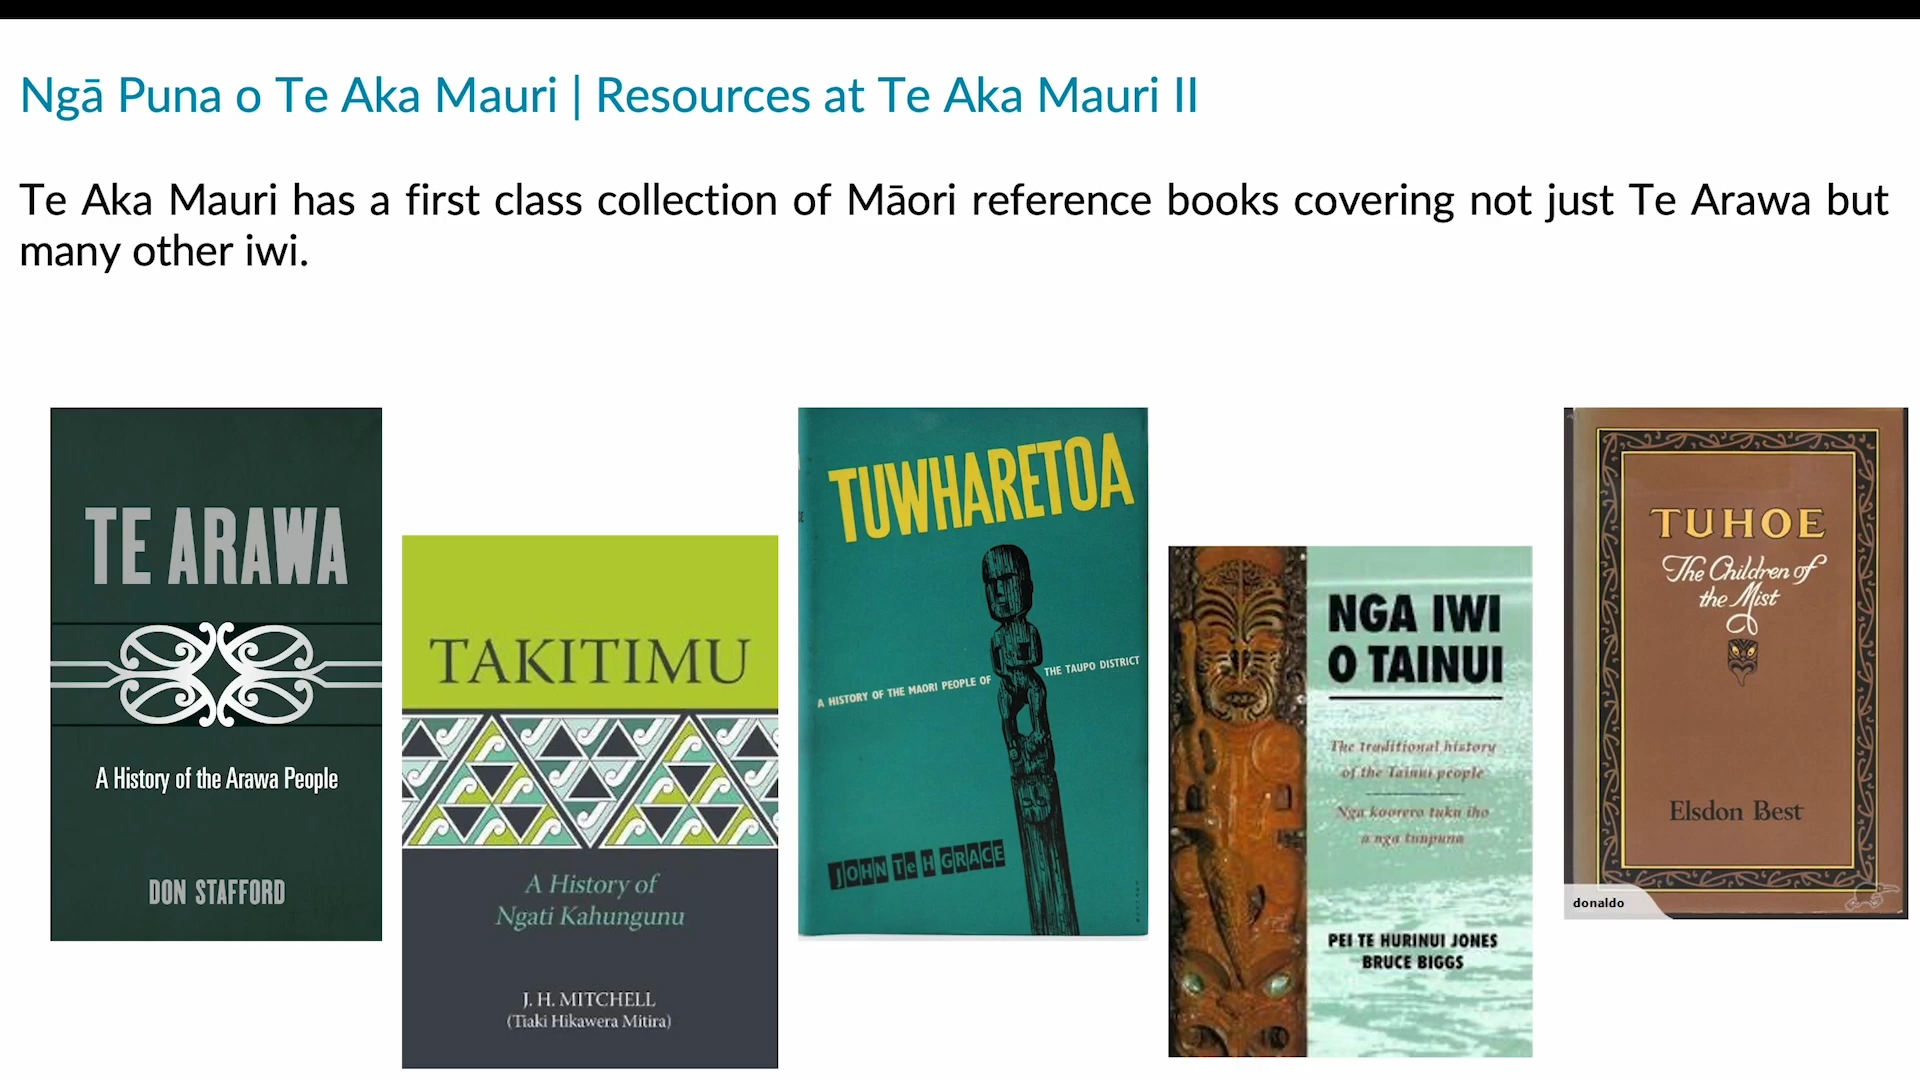 Ngā Puna o Te Aka Mauri | Resources at Te Aka Mauri II
Te Aka Mauri has a first class collection of Māori reference books covering not just Te Arawa but
many other iwi.
TE ARAWA
A History of the Arawa People
DON STAFFORD
TAKITIMU
A History of
Ngati Kahungunu
J. H. MITCHELL
(Tiaki Hikawera Mitira)
TUWHARETOA
A HISTORY OF THE MAORI PEOPLE OF THE TAUPO DISTRICT
JOHN Te H GRACE
NGA IWI
O TAINUI
The traditional history
of the Tainui people
Nga koorero tuku iho
a nga tuupuna
PEI TE HURINUI JONES
BRUCE BIGGS
TUHOE
The Children of
the Mist
Elsdon Best
donaldo